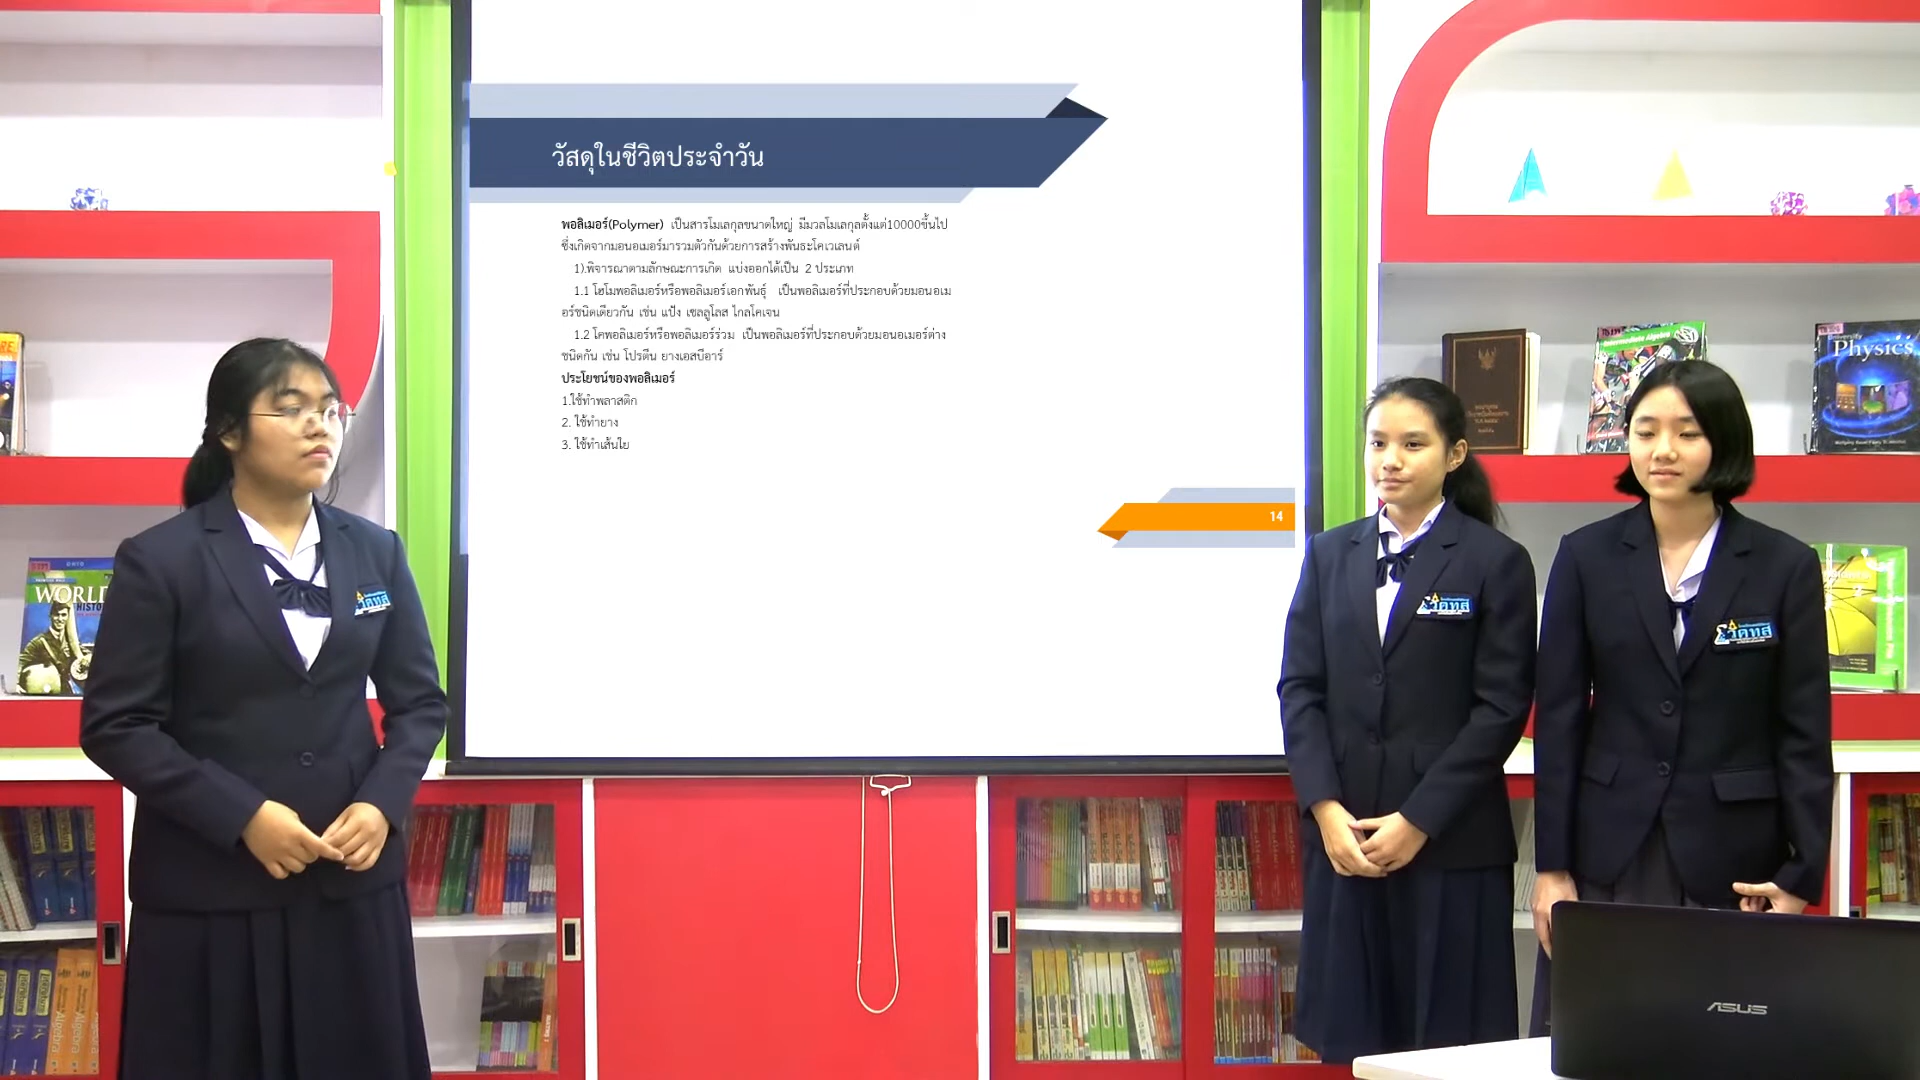 วัสดุในชีวิตประจำวัน
พอลิเมอร์(Polymer) เป็นสารโมเลกุลขนาดใหญ่ มีมวลโมเลกุลตั้งแต่10000ขึ้นไป
ซึ่งเกิดจากมอนอเมอร์มารวมตัวกันด้วยการสร้างพันธะโคเวเลนต์
1).พิจารณาตามลักษณะการเกิด แบ่งออกได้เป็น 2 ประเภท
1.1 โฮโมพอลิเมอร์หรือพอลิเมอร์เอกพันธุ์ เป็นพอลิเมอร์ที่ประกอบด้วยมอนอเม
อร์ชนิดเดียวกัน เช่น แป้ง เซลลูโลส ไกลโคเจน
1.2 โคพอลิเมอร์หรือพอลิเมอร์ร่วม เป็นพอลิเมอร์ที่ประกอบด้วยมอนอเมอร์ต่าง
ชนิดกัน เช่น โปรตีน ยางเอสบีอาร์
ประโยชน์ของพอลิเมอร์
1.ใช้ทำพลาสติก
2. ใช้ทำยาง
3. ใช้ทำเส้นใย
14
University
Physics
Intermediate Algebra
WORLD
HISTO
วคทส
วคทส
วคทส
Algebra
ASUS